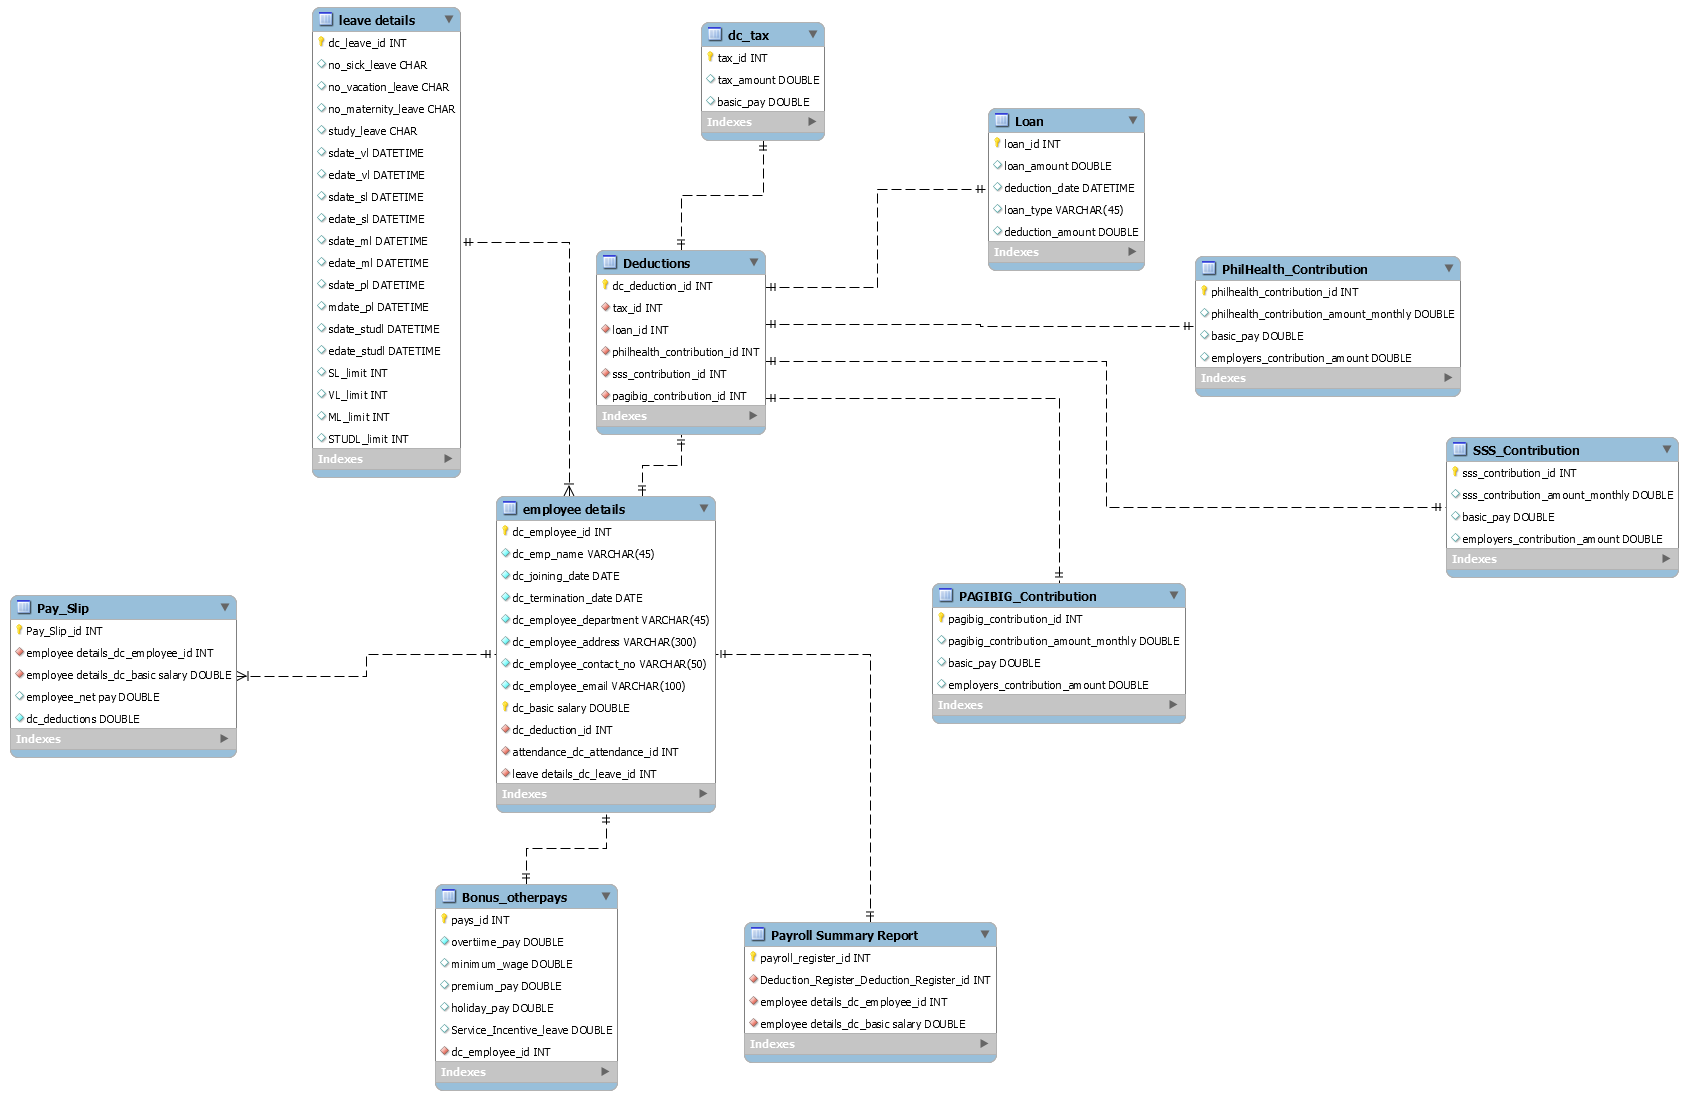 leave details
dc_leave_id INT
no_sick_leave CHAR
no_vacation_leave CHAR
no_maternity_leave CHAR
study_leave CHAR
sdate_vl DATETIME
edate_vl DATETIME
sdate_sl DATETIME
edate_sl DATETIME
sdate_ml DATETIME
edate_ml DATETIME
sdate_pl DATETIME
mdate_pl DATETIME
sdate_studl DATETIME
edate_studl DATETIME
SL_limit INT
VL_limit INT
ML_limit INT
STUDL_limit INT
Indexes
dc_tax
tax_id INT
tax_amount DOUBLE
basic_pay DOUBLE
Indexes
Loan
loan_id INT
loan_amount DOUBLE
deduction_date DATETIME
loan_type VARCHAR(45)
deduction_amount DOUBLE
Indexes
Deductions
dc_deduction_id INT
tax_id INT
loan_id INT
philhealth_contribution_id INT
sss_contribution_id INT
pagibig_contribution_id INT
Indexes
PhilHealth_Contribution
philhealth_contribution_id INT
philhealth_contribution_amount_monthly DOUBLE
basic_pay DOUBLE
employers_contribution_amount DOUBLE
Indexes
SSS_Contribution
sss_contribution_id INT
sss_contribution_amount_monthly DOUBLE
basic_pay DOUBLE
employers_contribution_amount DOUBLE
Indexes
employee details
dc_employee_id INT
dc_emp_name VARCHAR(45)
dc_joining_date DATE
dc_termination_date DATE
dc_employee_department VARCHAR(45)
dc_employee_address VARCHAR(300)
dc_employee_contact_no VARCHAR(50)
dc_employee_email VARCHAR(100)
dc_basic salary DOUBLE
dc_deduction_id INT
attendance_dc_attendance_id INT
leave details_dc_leave_id INT
Indexes
PAGIBIG_Contribution
pagibig_contribution_id INT
pagibig_contribution_amount_monthly DOUBLE
basic_pay DOUBLE
employers_contribution_amount DOUBLE
Indexes
Pay_Slip
Pay_Slip_id INT
employee details_dc_employee_id INT
employee details_dc_basic salary DOUBLE
employee_net pay DOUBLE
dc_deductions DOUBLE
Indexes
Bonus_otherpays
pays_id INT
overtiime_pay DOUBLE
minimum_wage DOUBLE
premium_pay DOUBLE
holiday_pay DOUBLE
Service_Incentive_leave DOUBLE
dc_employee_id INT
Indexes
Payroll Summary Report
payroll_register_id INT
Deduction_Register_Deduction_Register_id INT
employee details_dc_employee_id INT
employee details_dc_basic salary DOUBLE
Indexes